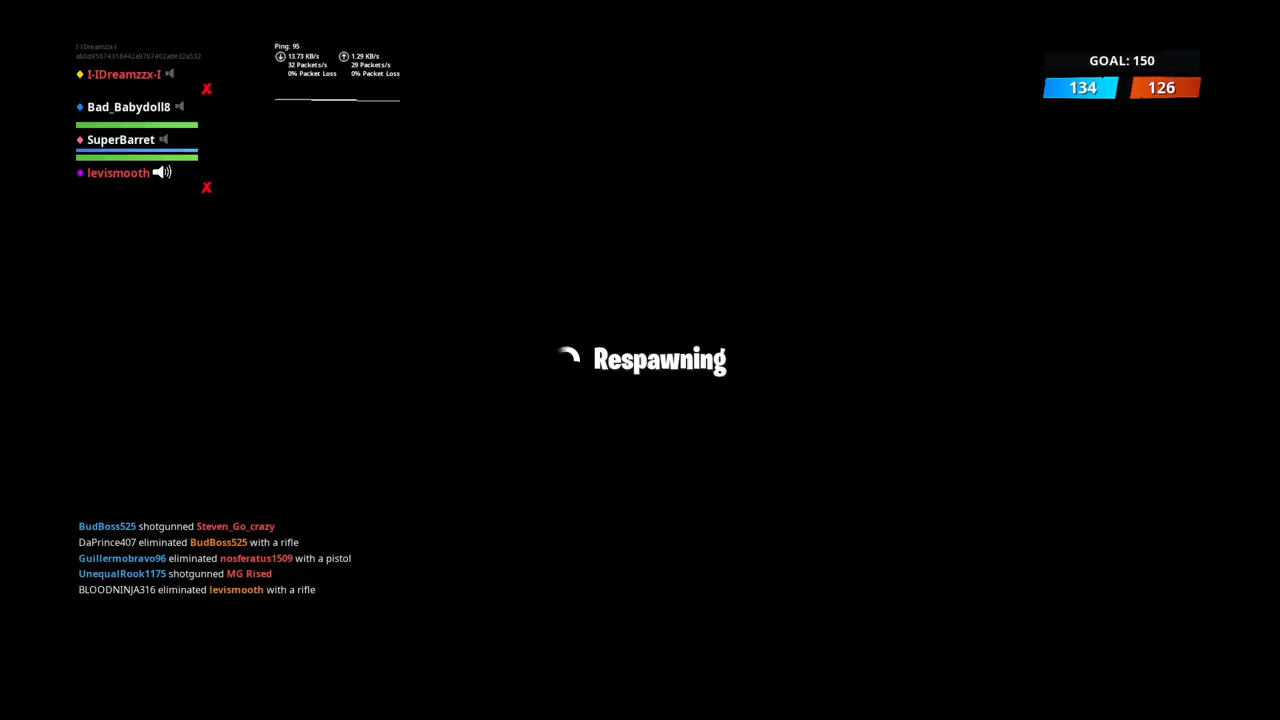 I-IDreamzzx-I
I-IDreamzzx-I
X
Bad_Babydoll8
SuperBarret
levismooth
X
Ping: 95
13.73 KB/s 1.29 KB/s
32 Packets/s 29 Packets/s
0% Packet Loss 0% Packet Loss
GOAL: 150
134 126
Respawning
BudBoss525 shotgunned Steven_Go_crazy
DaPrince407 eliminated BudBoss525 with a rifle
Guillermobravo96 eliminated nosferatus1509 with a pistol
UnequalRook1175 shotgunned MG Rised
BLOODNINJA316 eliminated levismooth with a rifle